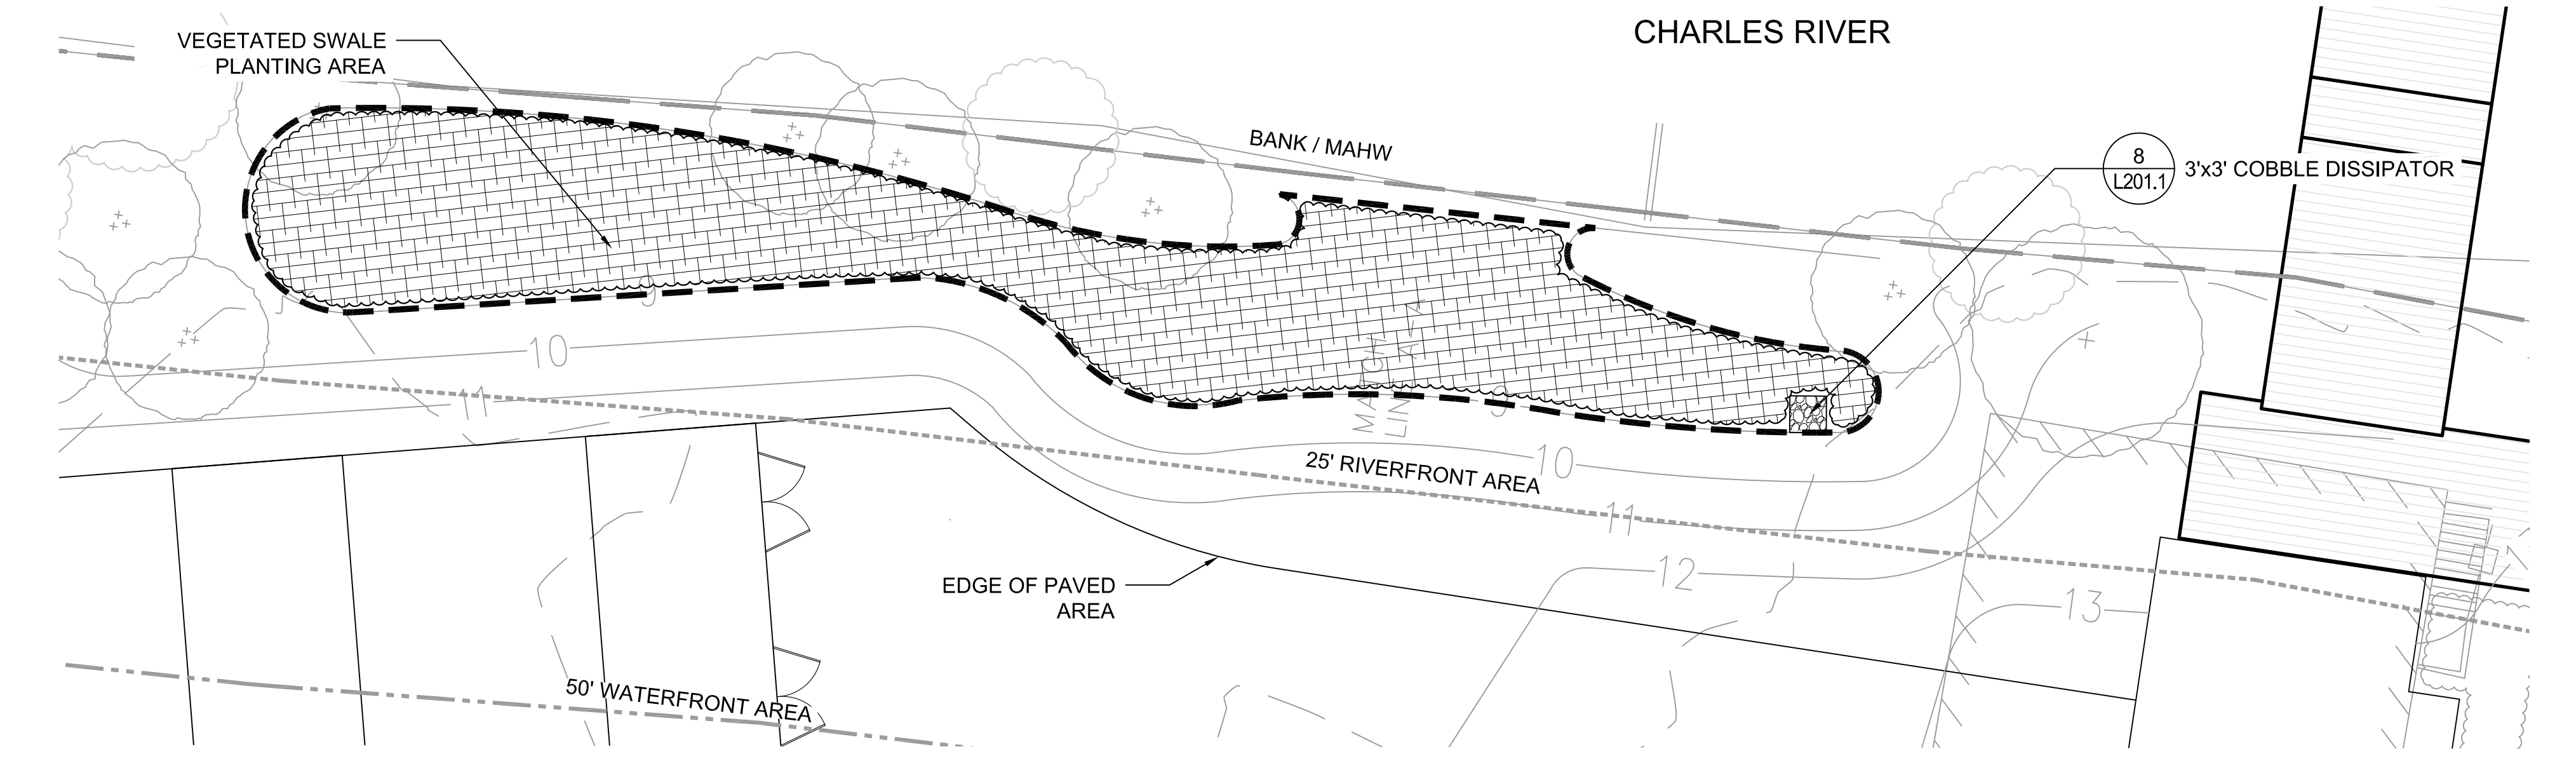 CHARLES RIVER
VEGETATED SWALE
PLANTING AREA
BANK / MAHW
8
L201.1
3'x3' COBBLE DISSIPATOR
9
10
11
9
10
25' RIVERFRONT AREA
11
EDGE OF PAVED
AREA
12
13
50' WATERFRONT AREA